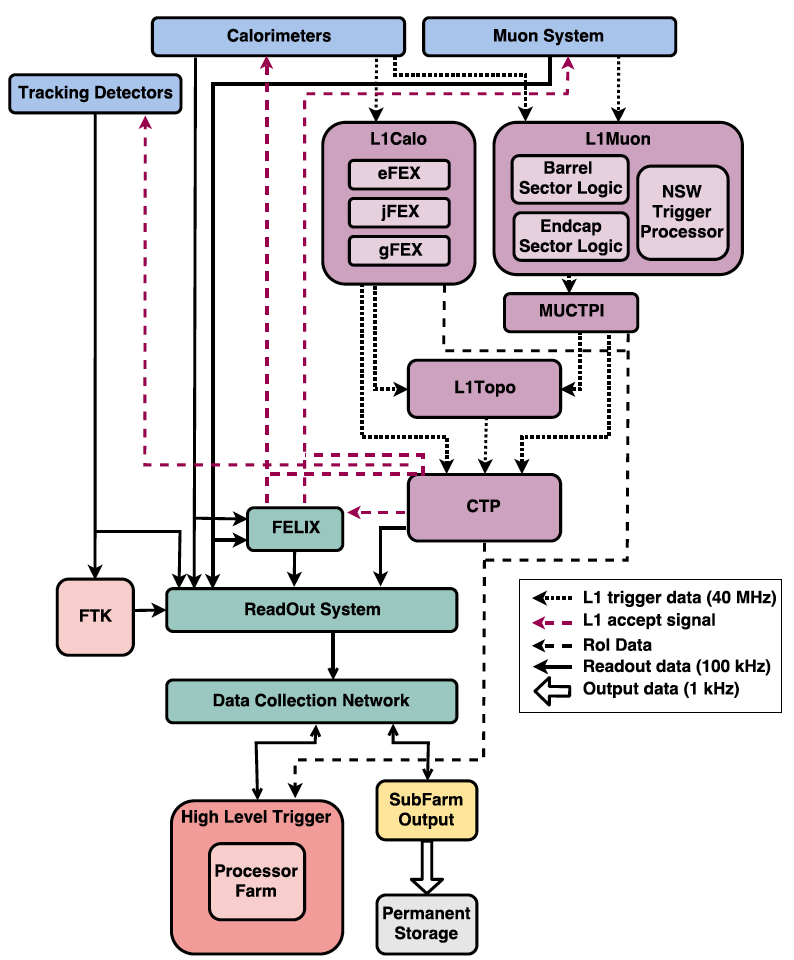 Calorimeters
Muon System
Tracking Detectors
L1Calo
eFEX
jFEX
gFEX
L1Muon
Barrel
Sector Logic
Endcap
Sector Logic
NSW
Trigger
Processor
MUCTPI
L1Topo
CTP
FELIX
FTK
ReadOut System
Data Collection Network
L1 trigger data (40 MHz)
L1 accept signal
RoI Data
Readout data (100 kHz)
Output data (1 kHz)
High Level Trigger
Processor
Farm
SubFarm
Output
Permanent
Storage